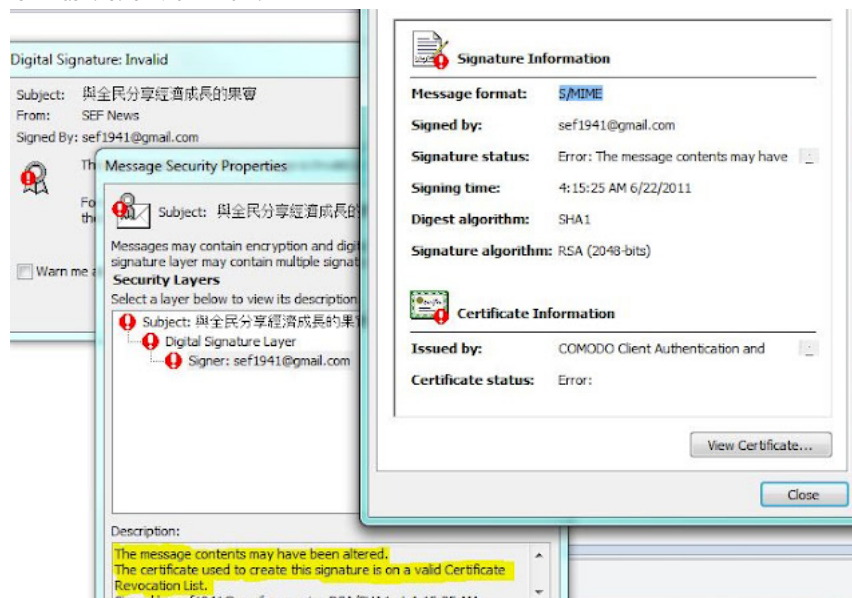 Digital Signature: Invalid
Subject: 與全民分享經濟成長的果實
From: SEF News
Signed By: sef1941@gmail.com
Th
Fo
the
Warn me a
Message Security Properties
Subject: 與全民分享經濟成長的
Messages may contain encryption and digit
signature layer may contain multiple signat
Security Layers
Select a layer below to view its description
Subject: 與全民分享經濟成長的果
Digital Signature Layer
Signer: sef1941@gmail.com
Description:
The message contents may have been altered.
The certificate used to create this signature is on a valid Certificate
Revocation List.
Signature Information
Message format: S/MIME
Signed by: sef1941@gmail.com
Signature status: Error: The message contents may have
Signing time: 4:15:25 AM 6/22/2011
Digest algorithm: SHA1
Signature algorithm: RSA (2048-bits)
Certificate Information
Issued by: COMODO Client Authentication and
Certificate status: Error:
View Certificate...
Close